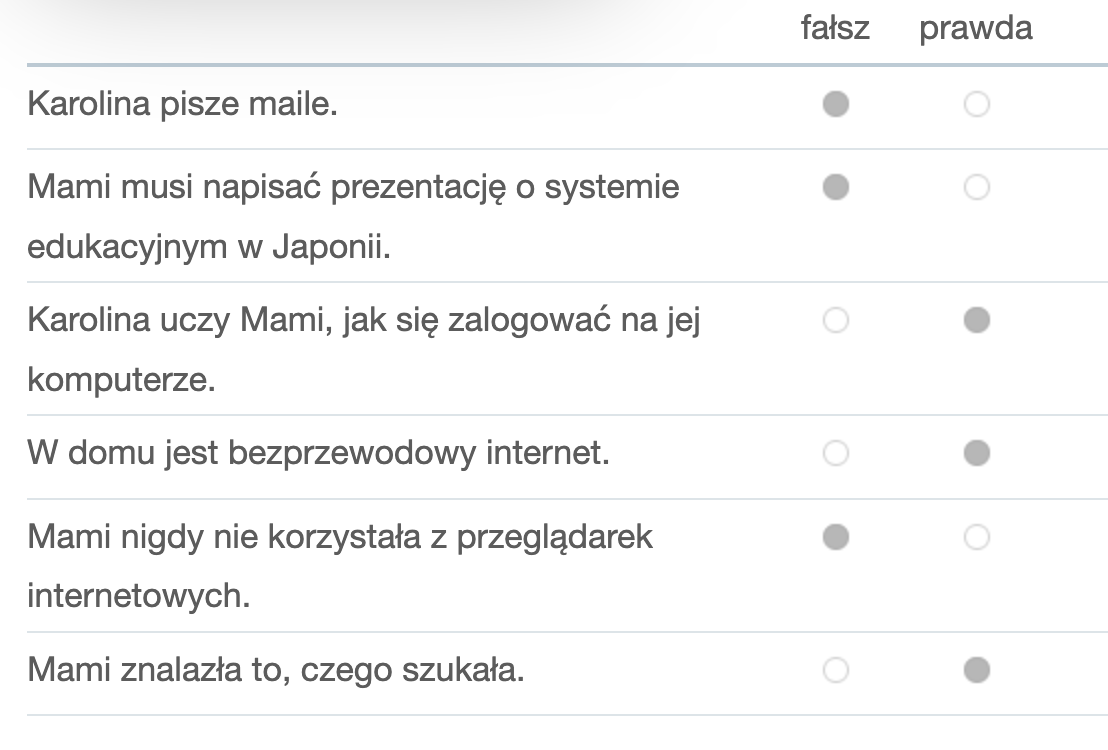 fałsz prawda
Karolina pisze maile.
Mami musi napisać prezentację o systemie
edukacyjnym w Japonii.
Karolina uczy Mami, jak się zalogować na jej
komputerze.
W domu jest bezprzewodowy internet.
Mami nigdy nie korzystała z przeglądarek
internetowych.
Mami znalazła to, czego szukała.